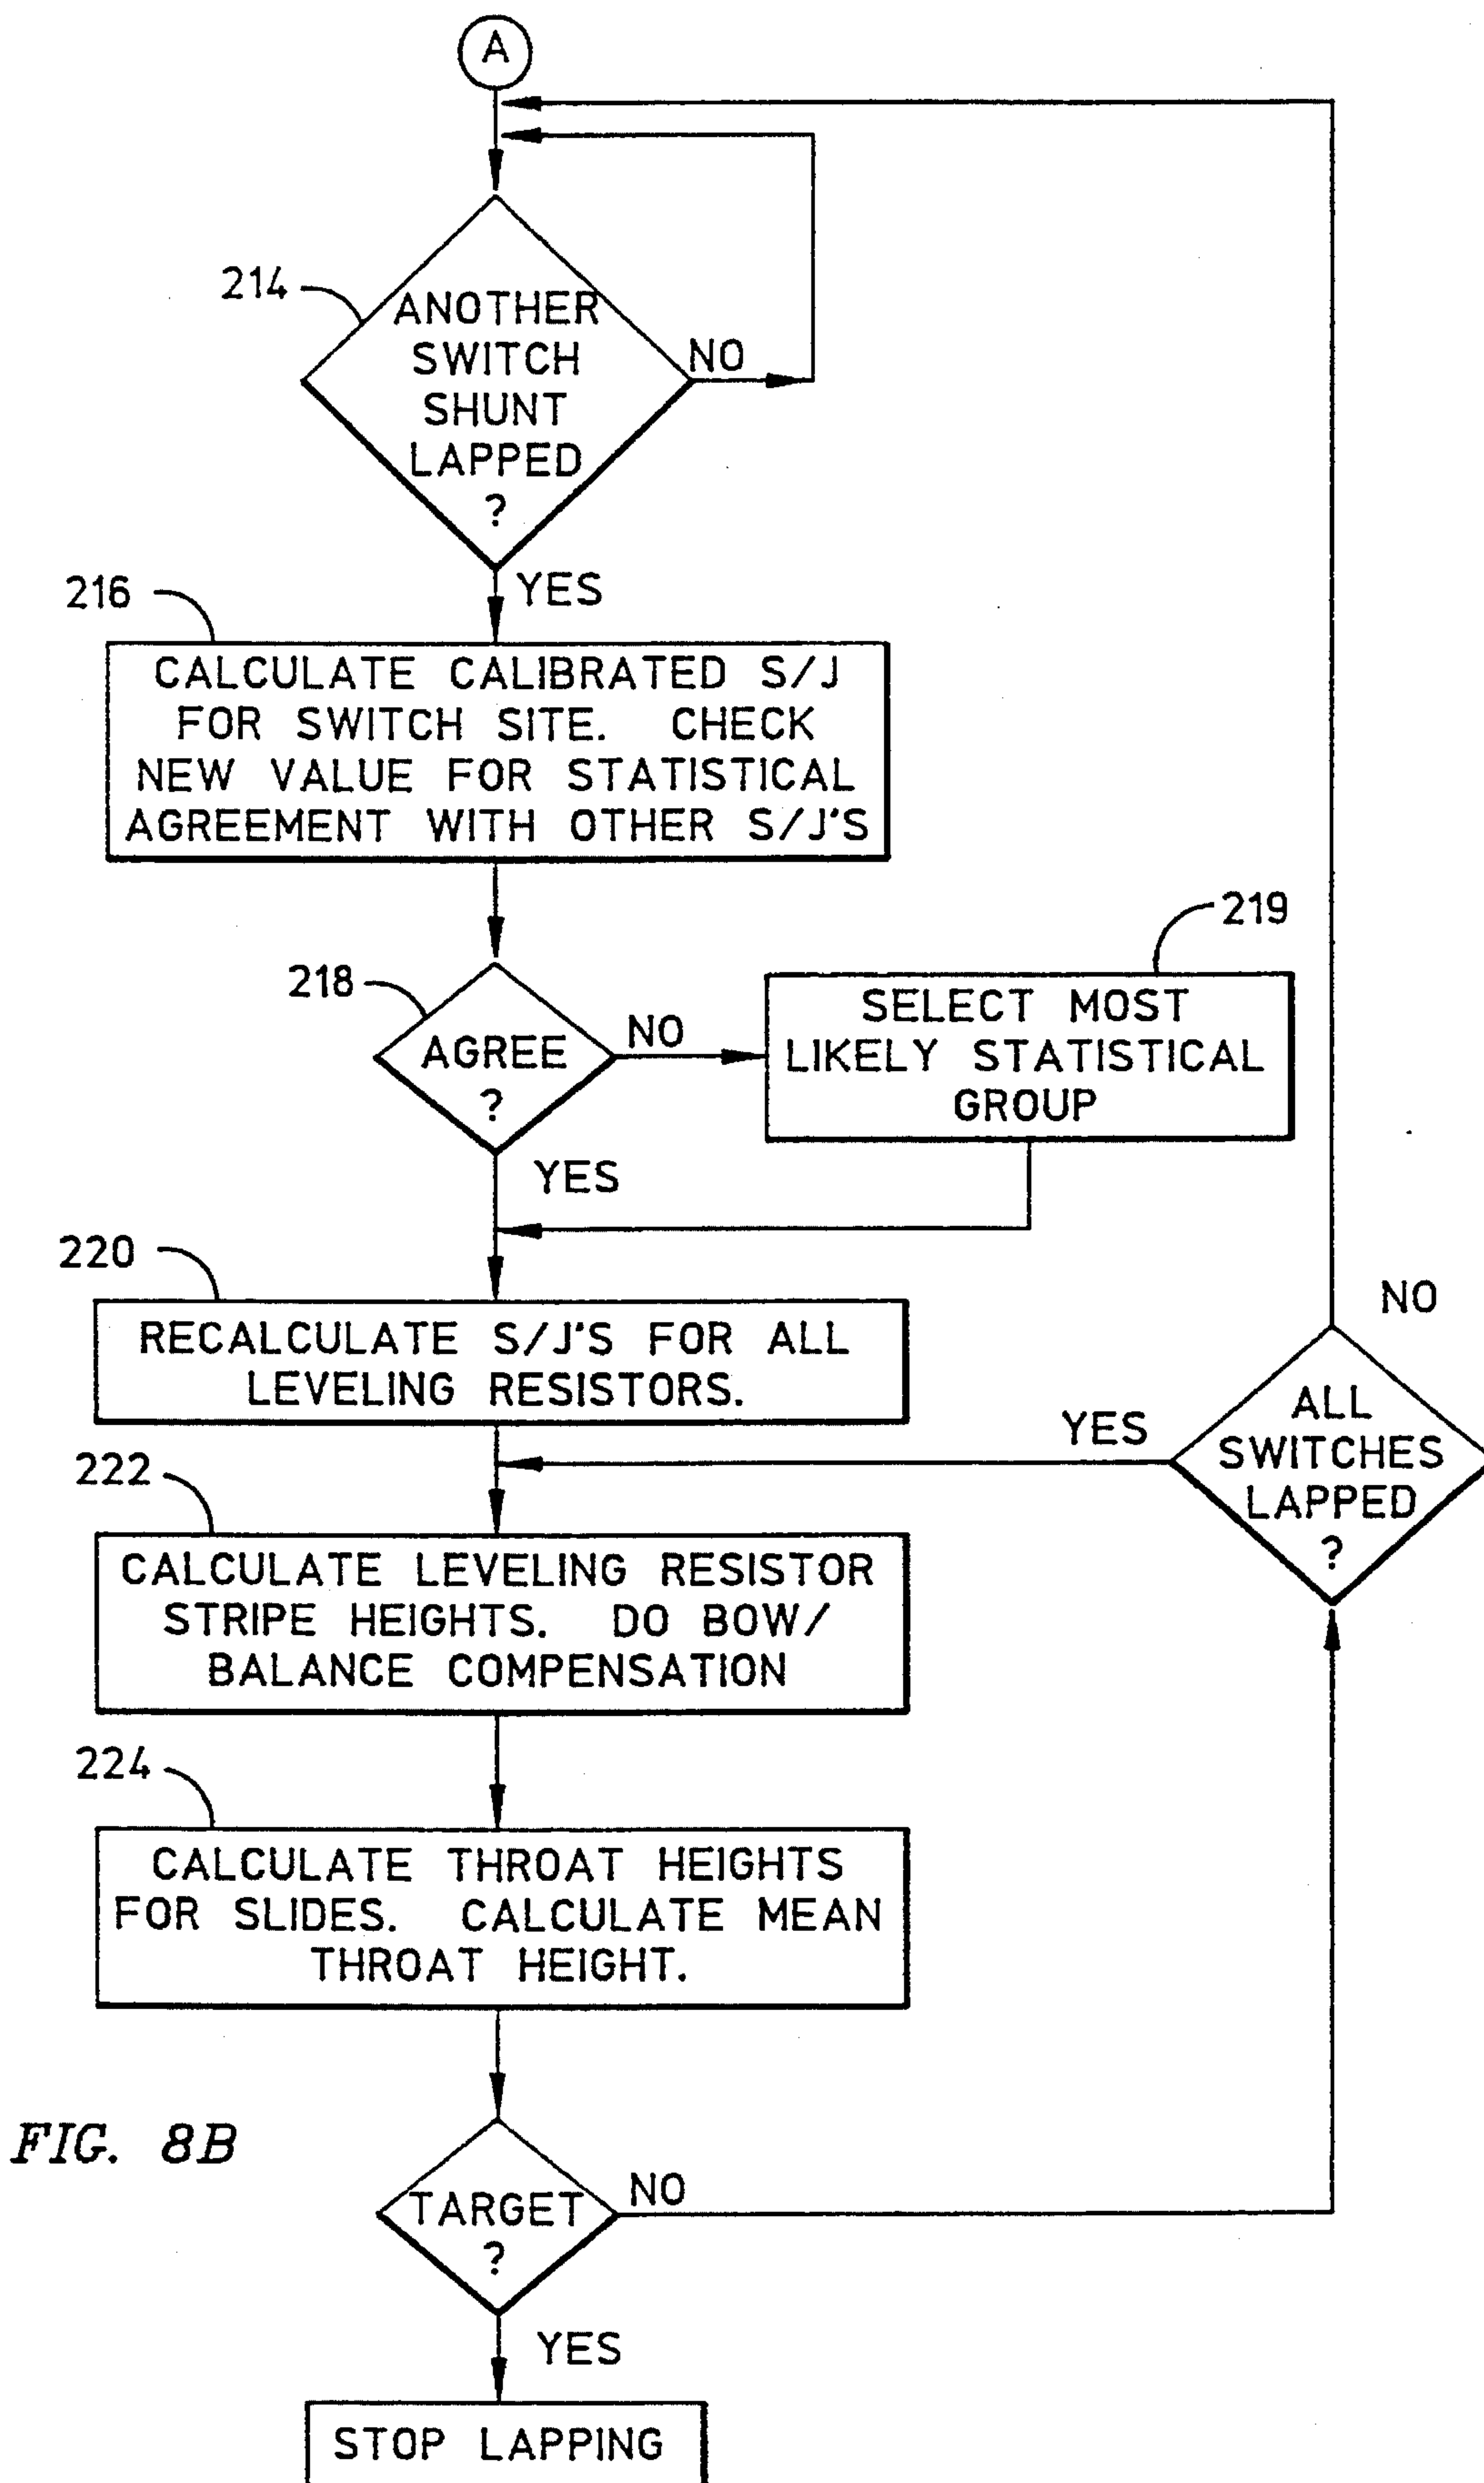 A
214
ANOTHER
SWITCH
SHUNT
LAPPED
?
NO
YES
216
CALCULATE CALIBRATED S/J
FOR SWITCH SITE. CHECK
NEW VALUE FOR STATISTICAL
AGREEMENT WITH OTHER S/J'S
218
AGREE
?
NO
219
SELECT MOST
LIKELY STATISTICAL
GROUP
YES
220
RECALCULATE S/J'S FOR ALL
LEVELING RESISTORS.
NO
ALL
SWITCHES
LAPPED
?
YES
222
CALCULATE LEVELING RESISTOR
STRIPE HEIGHTS. DO BOW/
BALANCE COMPENSATION
224
CALCULATE THROAT HEIGHTS
FOR SLIDES. CALCULATE MEAN
THROAT HEIGHT.
FIG. 8B
TARGET
?
NO
YES
STOP LAPPING